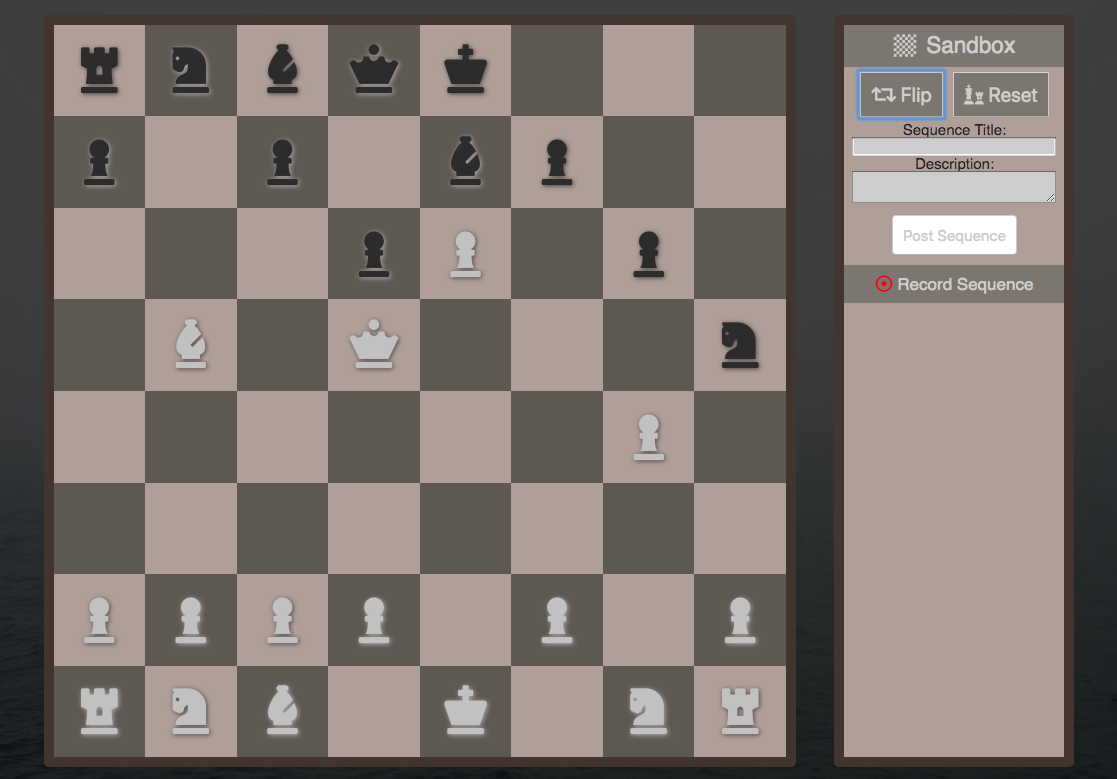 Sandbox
Flip Reset
Sequence Title:
Description:
Post Sequence
Record Sequence